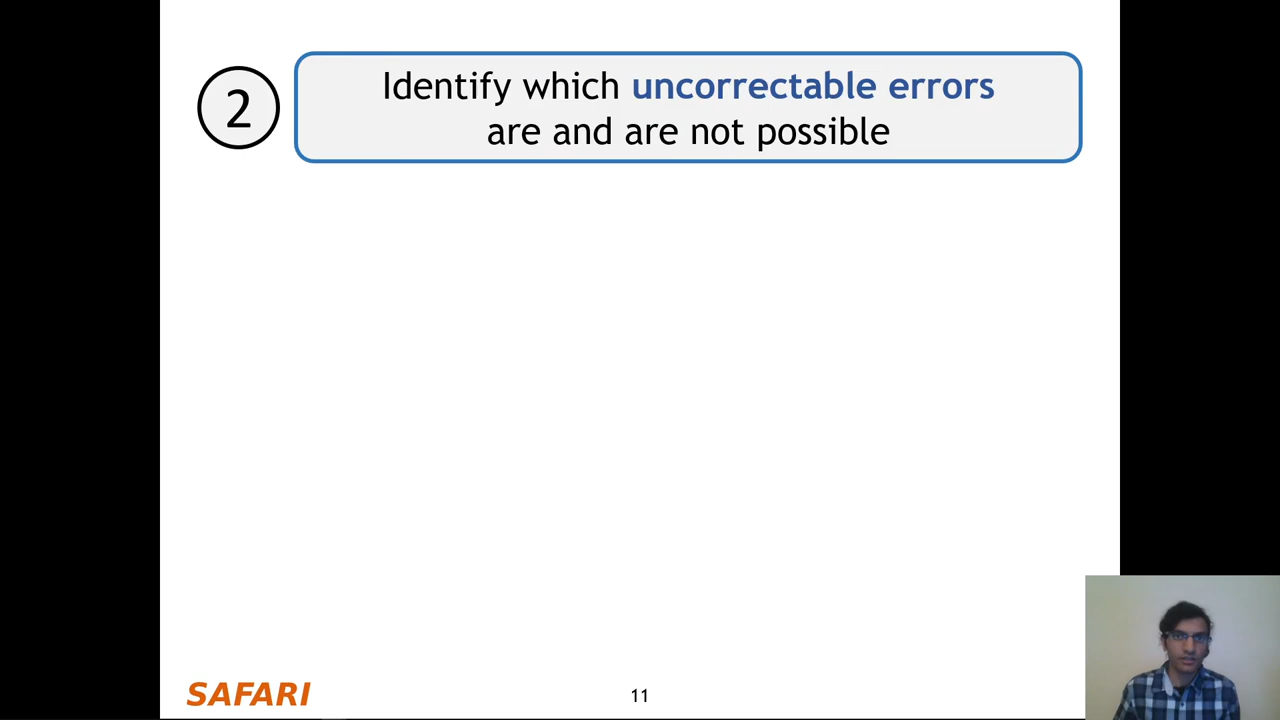 2
Identify which uncorrectable errors
are and are not possible
SAFARI
11